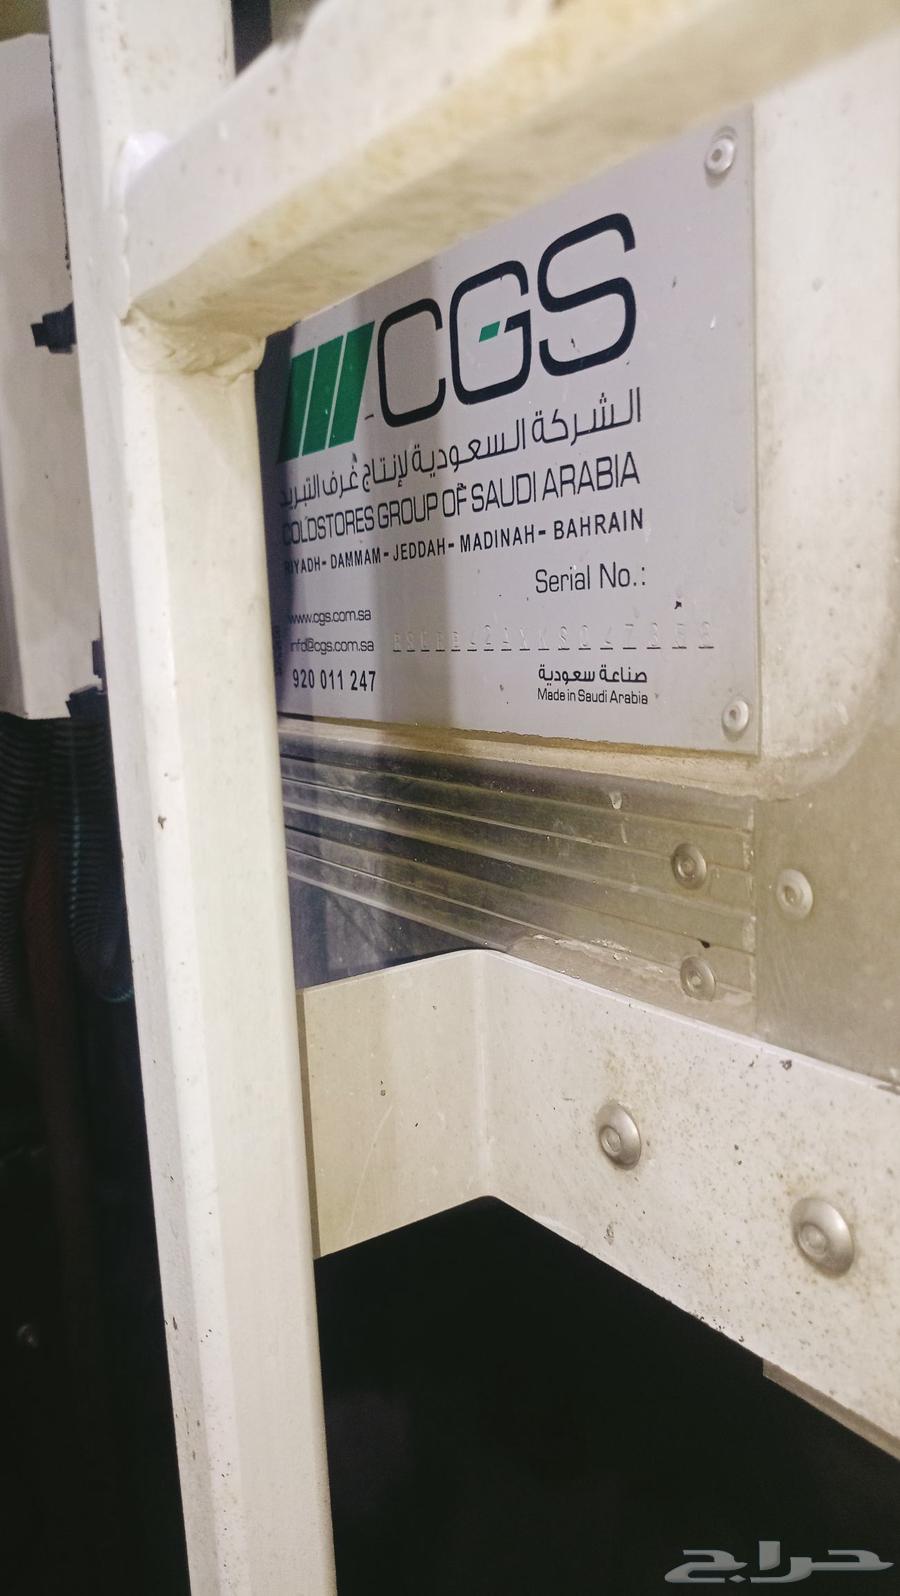 CGS
الشركة السعودية لإنتاج غرف التبريد
COLDSTORES GROUP OF SAUDI ARABIA
RIYADH - DAMMAM - JEDDAH - MADINAH - BAHRAIN
Serial No.:
www.cgs.com.sa
info@cgs.com.sa
920 011 247
صناعة سعودية
Made in Saudi Arabia
حراج